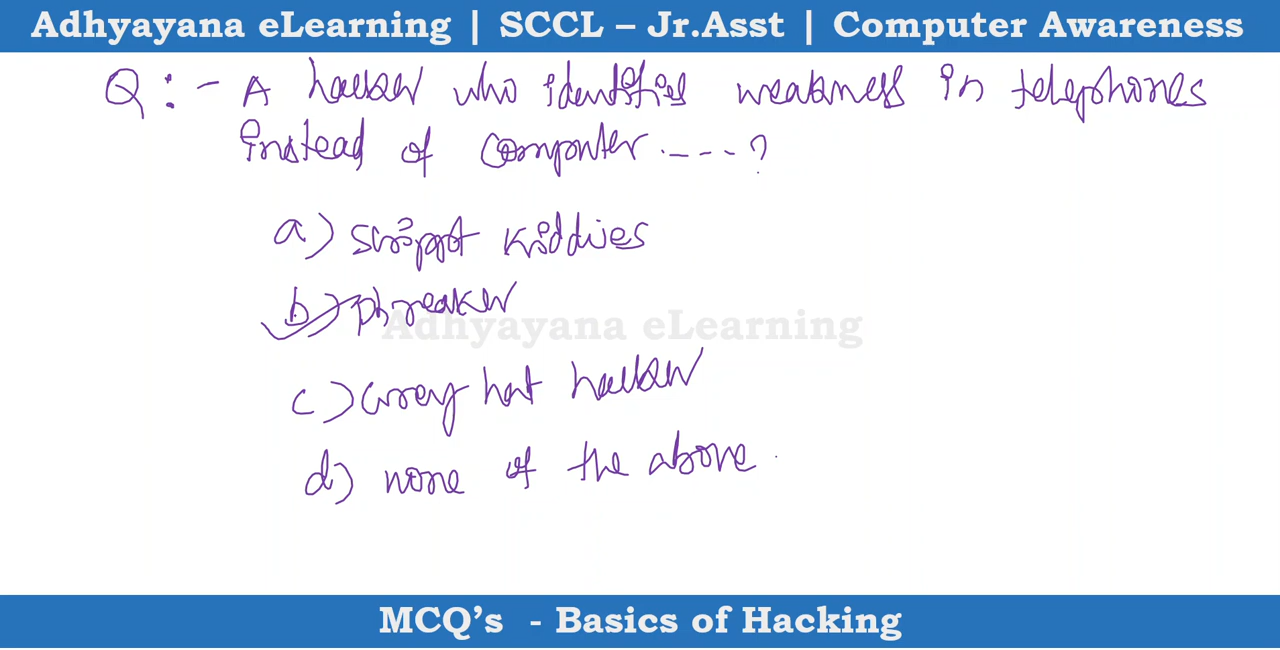 Adhyayana eLearning | SCCL – Jr.Asst | Computer Awareness
Q :- A hacker who identifies weakness in telephones
instead of computer ----?
a) script kiddies
b) phreaker
Adhyayana eLearning
c) Grey hat hacker
d) none of the above
MCQ’s - Basics of Hacking